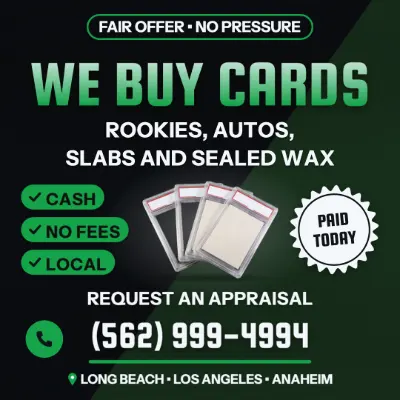 FAIR OFFER ▪ NO PRESSURE
WE BUY CARDS
ROOKIES, AUTOS,
SLABS AND SEALED WAX
CASH
NO FEES
LOCAL
PAID
TODAY
REQUEST AN APPRAISAL
(562) 999-4994
LONG BEACH ▪ LOS ANGELES ▪ ANAHEIM